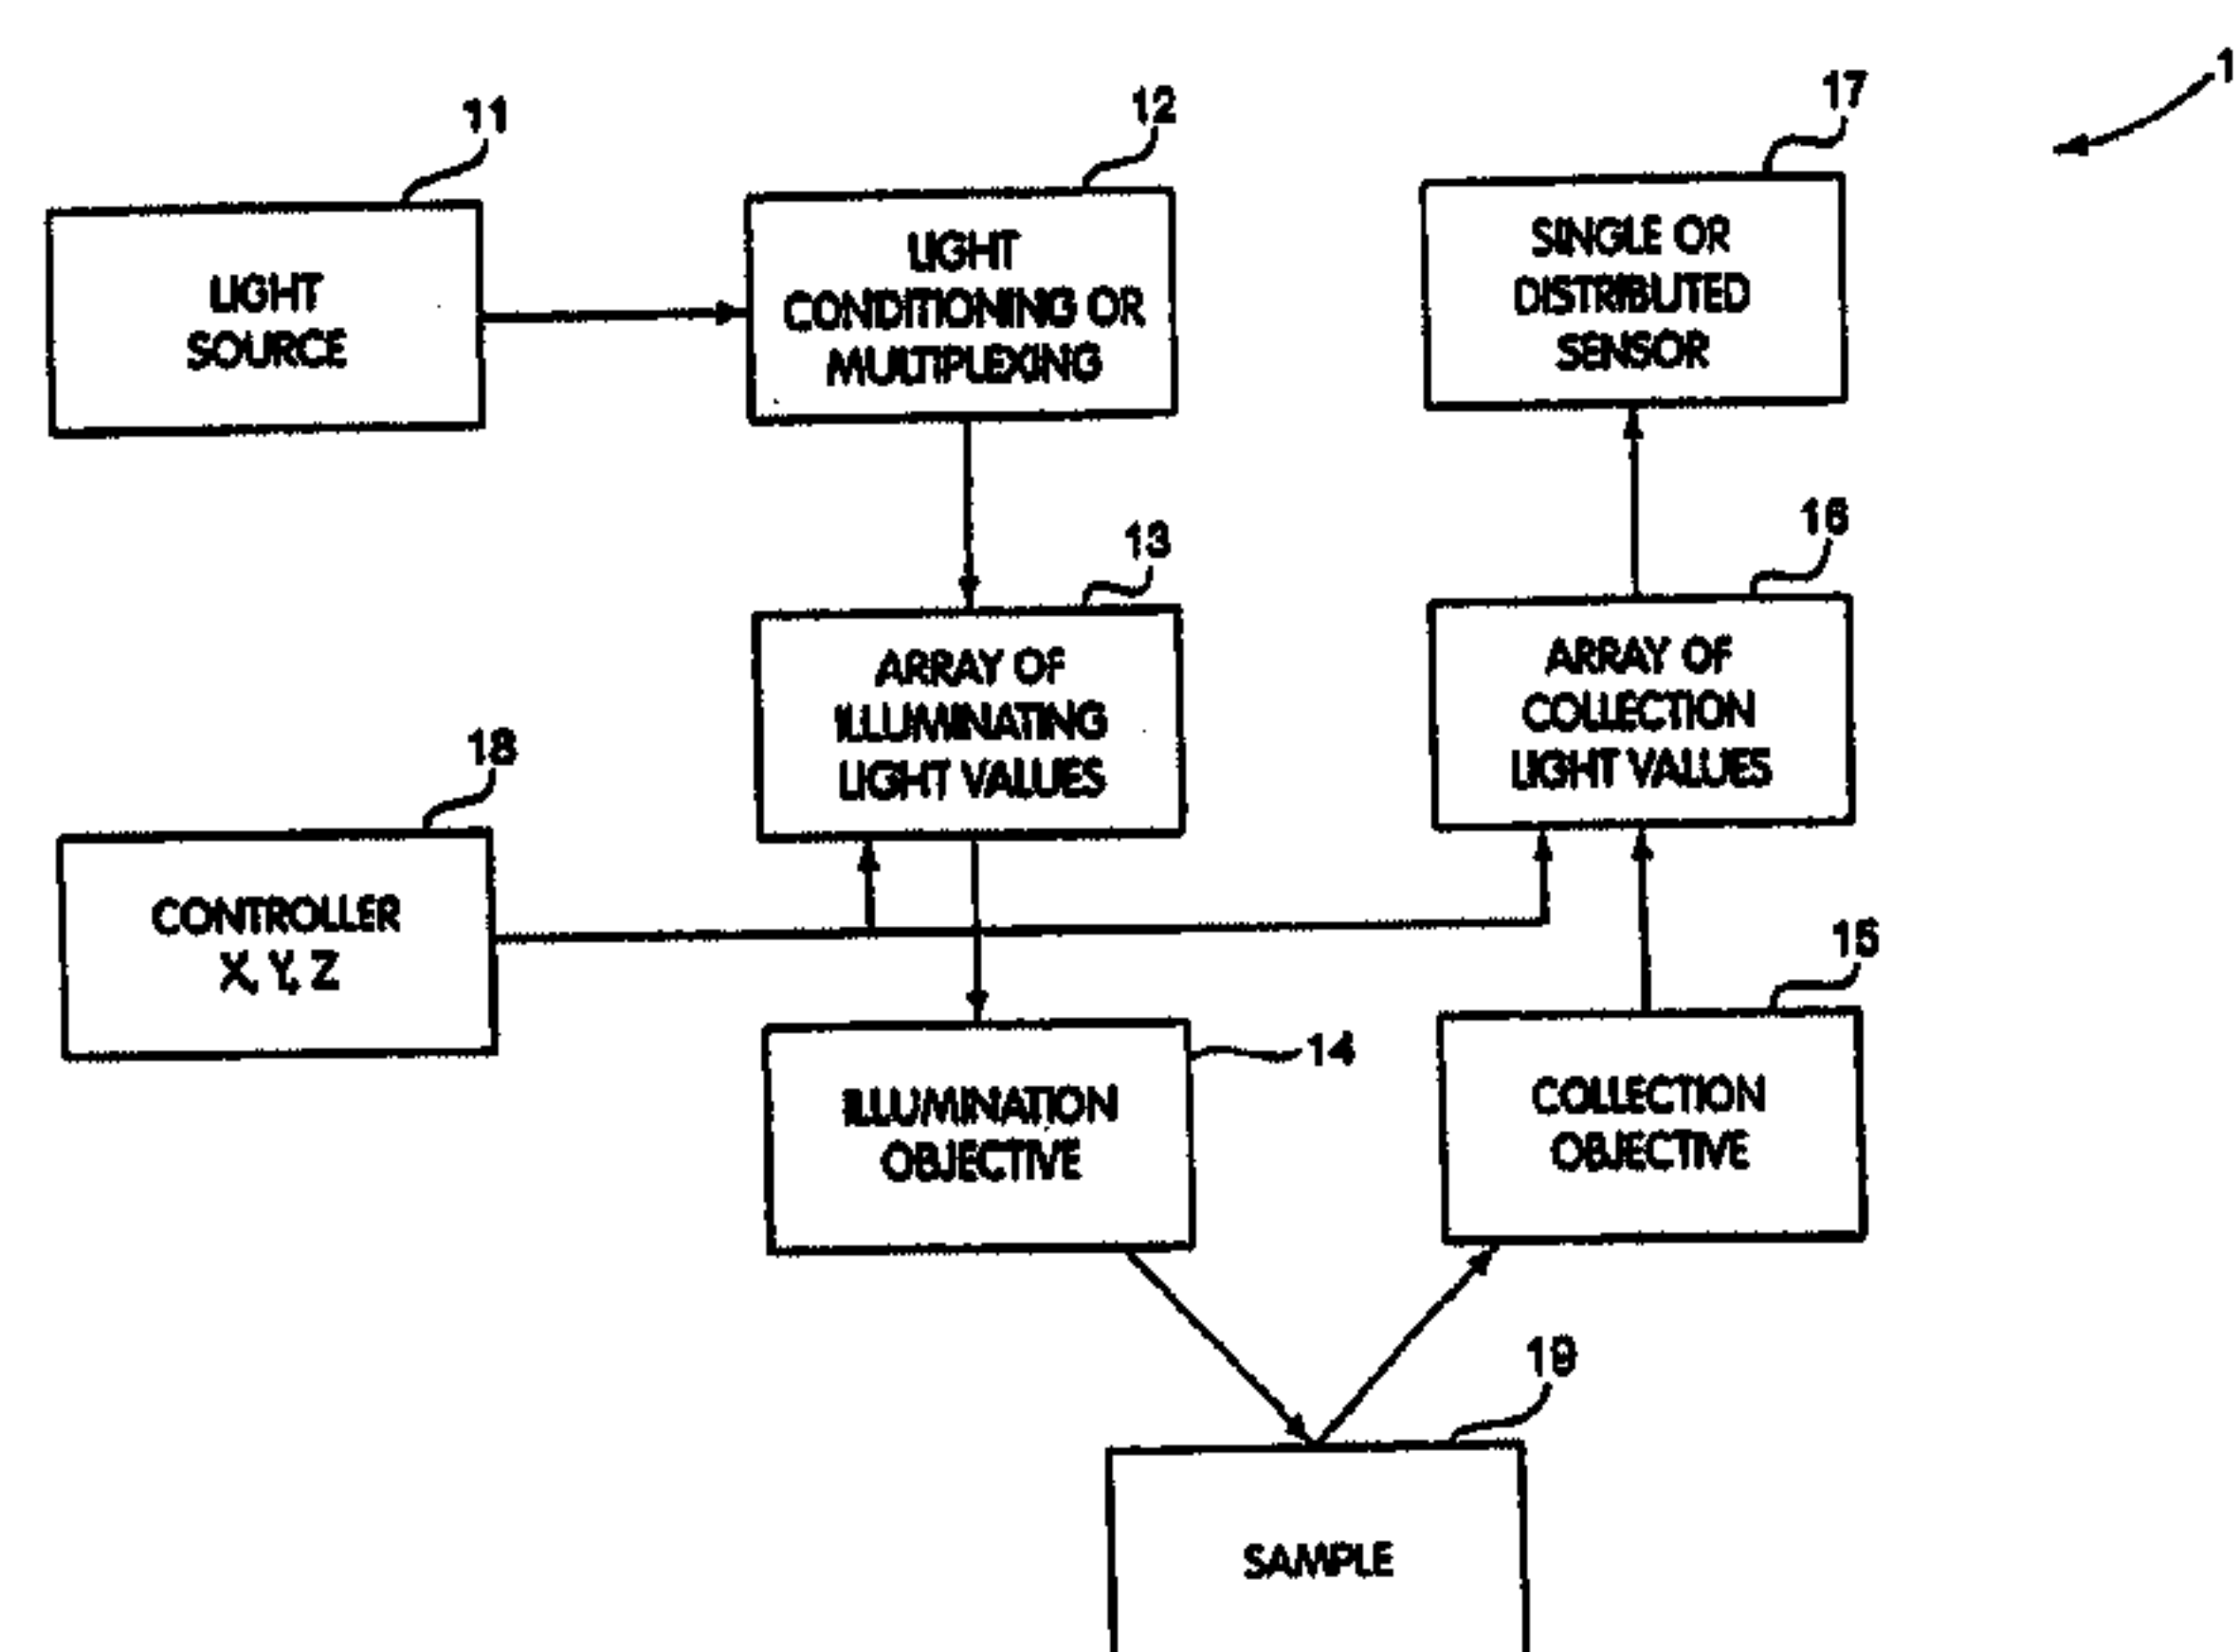 1
11
LIGHT
SOURCE
12
LIGHT
CONDITIONING OR
MULTIPLEXING
17
SINGLE OR
DISTRIBUTED
SENSOR
13
ARRAY OF
ILLUMINATING
LIGHT VALUES
16
ARRAY OF
COLLECTION
LIGHT VALUES
18
CONTROLLER
X, Y, Z
14
ILLUMINATION
OBJECTIVE
15
COLLECTION
OBJECTIVE
19
SAMPLE